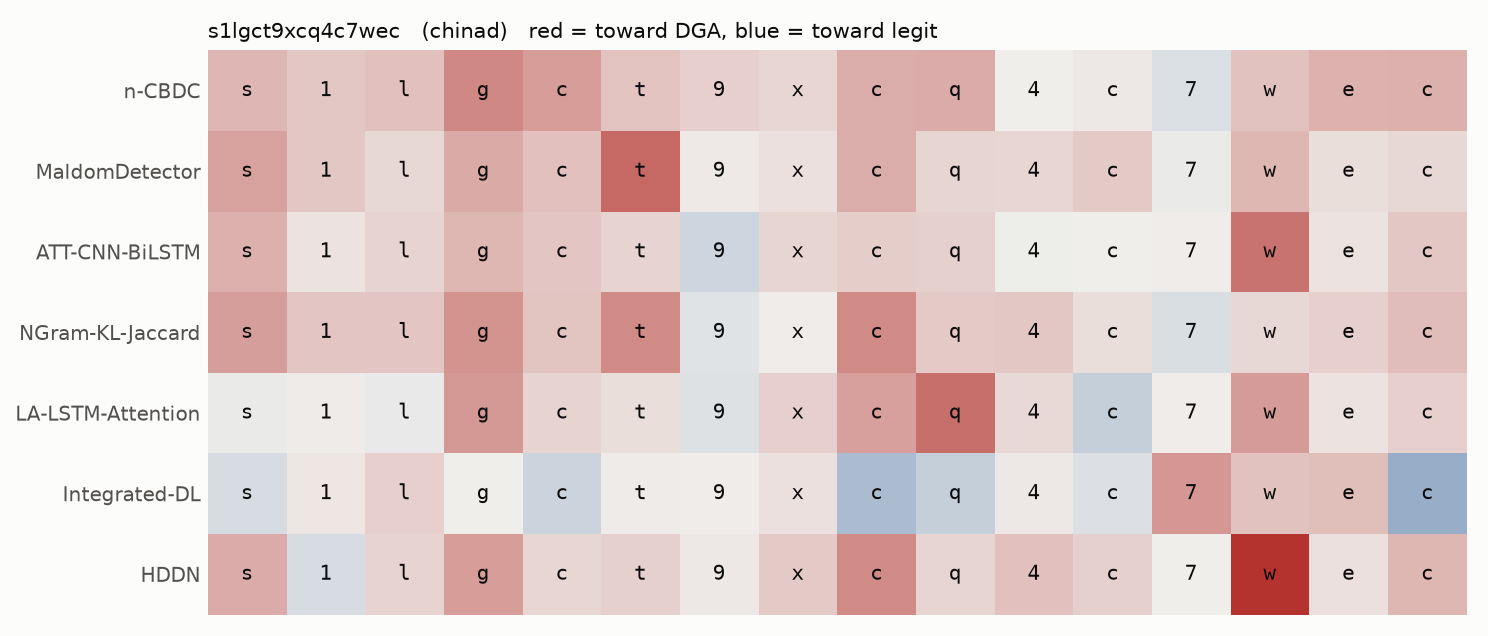 s1lgct9xcq4c7wec (chinad) red = toward DGA, blue = toward legit
n-CBDC s 1 l g c t 9 x c q 4 c 7 w e c
MaldomDetector s 1 l g c t 9 x c q 4 c 7 w e c
ATT-CNN-BiLSTM s 1 l g c t 9 x c q 4 c 7 w e c
NGram-KL-Jaccard s 1 l g c t 9 x c q 4 c 7 w e c
LA-LSTM-Attention s 1 l g c t 9 x c q 4 c 7 w e c
Integrated-DL s 1 l g c t 9 x c q 4 c 7 w e c
HDDN s 1 l g c t 9 x c q 4 c 7 w e c